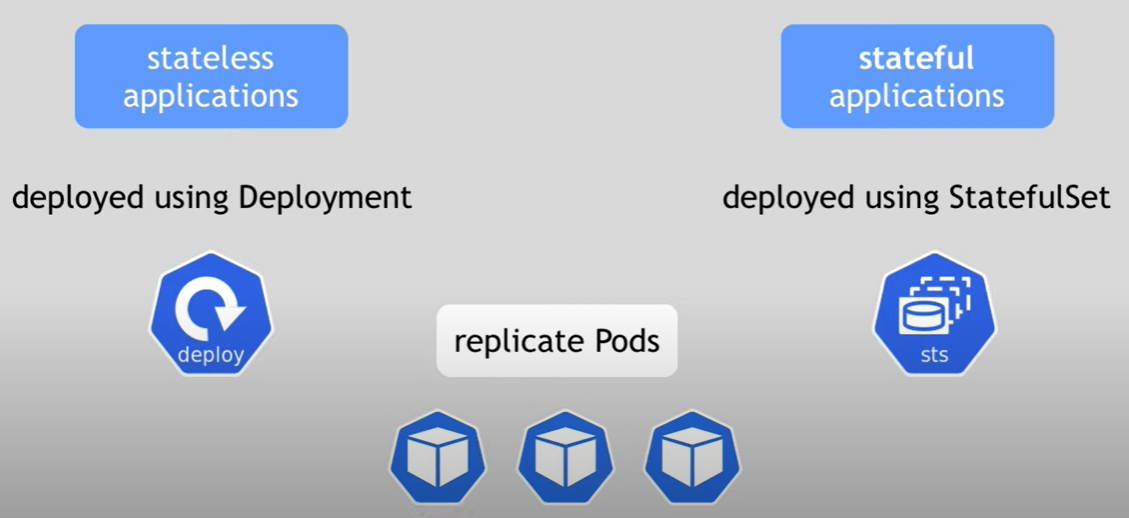 stateless
applications
stateful
applications
deployed using Deployment
deployed using StatefulSet
deploy
sts
replicate Pods